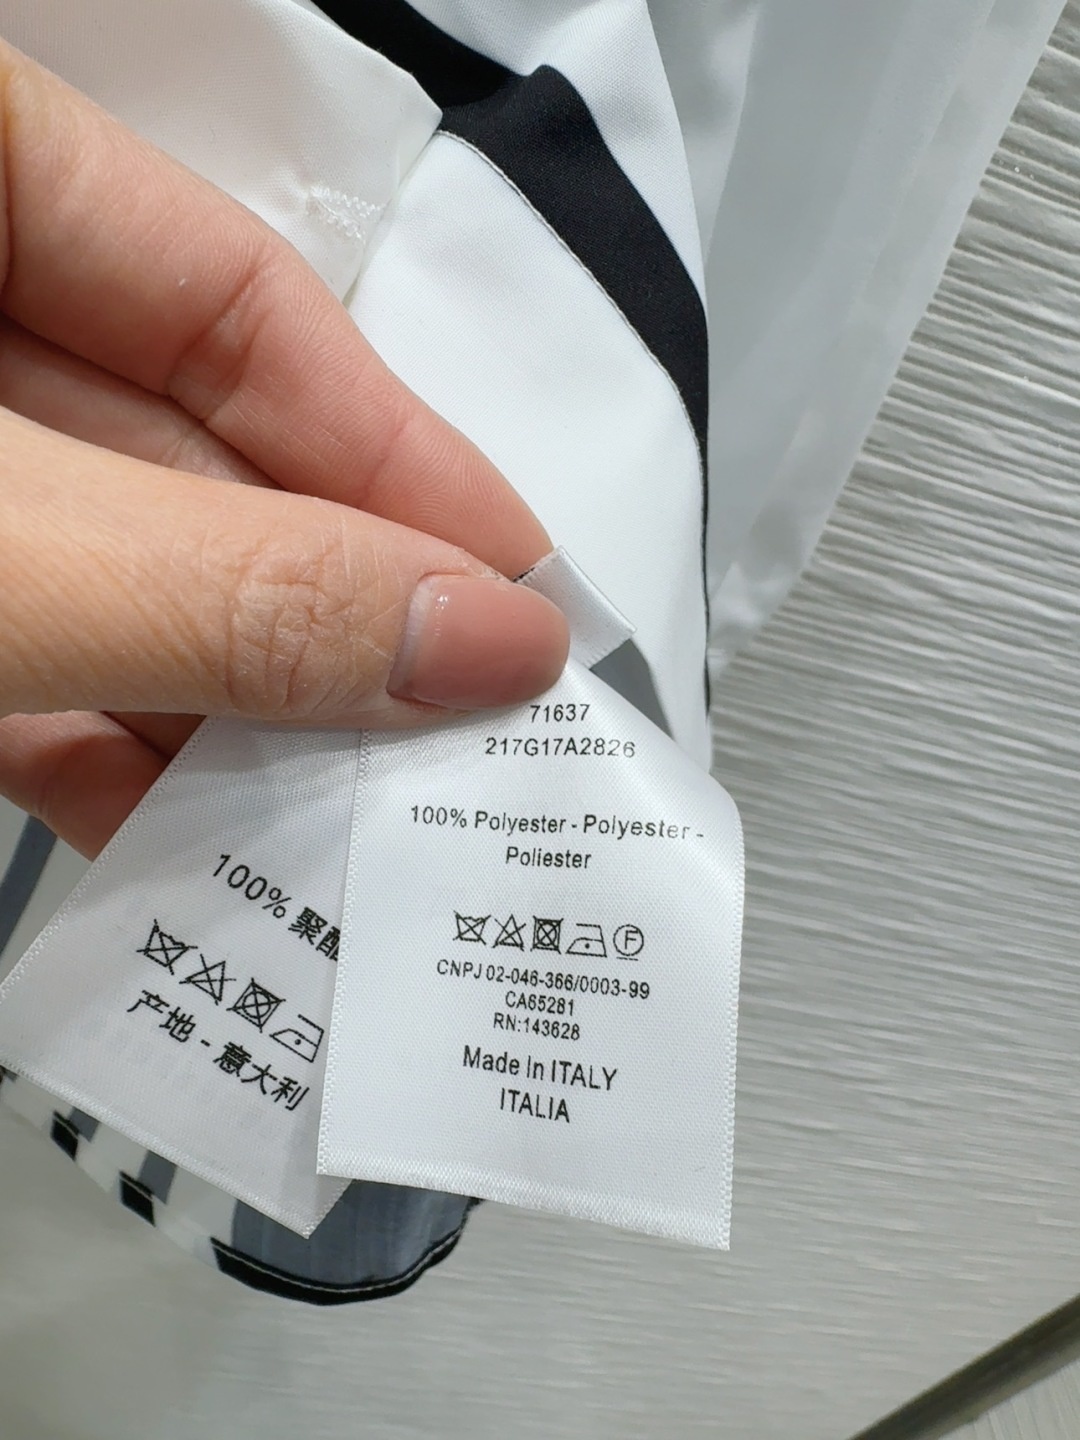 71637
217G17A2826
100% Polyester - Polyester -
Poliester
F
CNPJ 02-046-366/0003-99
CA65281
RN:143628
Made In ITALY
ITALIA
100% 聚酯
产地 - 意大利